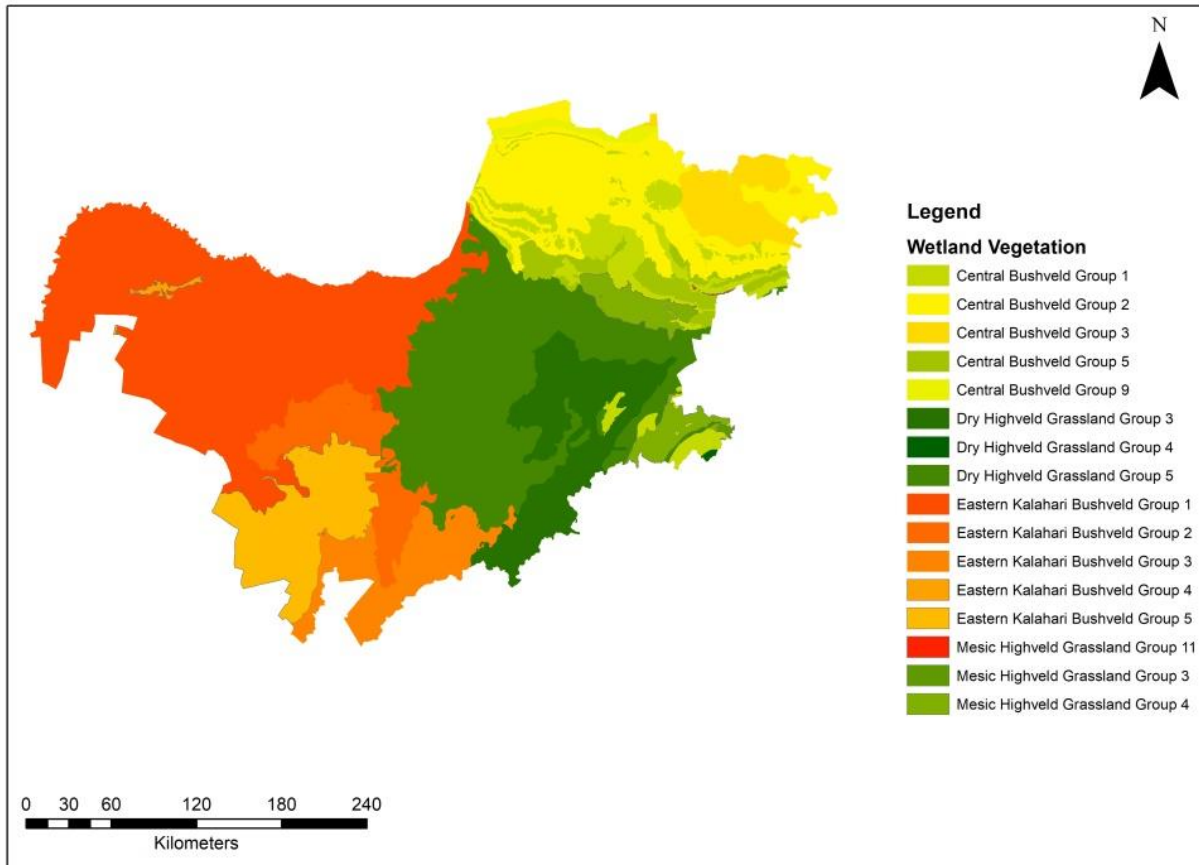 N
Legend
Wetland Vegetation
Central Bushveld Group 1
Central Bushveld Group 2
Central Bushveld Group 3
Central Bushveld Group 5
Central Bushveld Group 9
Dry Highveld Grassland Group 3
Dry Highveld Grassland Group 4
Dry Highveld Grassland Group 5
Eastern Kalahari Bushveld Group 1
Eastern Kalahari Bushveld Group 2
Eastern Kalahari Bushveld Group 3
Eastern Kalahari Bushveld Group 4
Eastern Kalahari Bushveld Group 5
Mesic Highveld Grassland Group 11
Mesic Highveld Grassland Group 3
Mesic Highveld Grassland Group 4
0 30 60 120 180 240
Kilometers